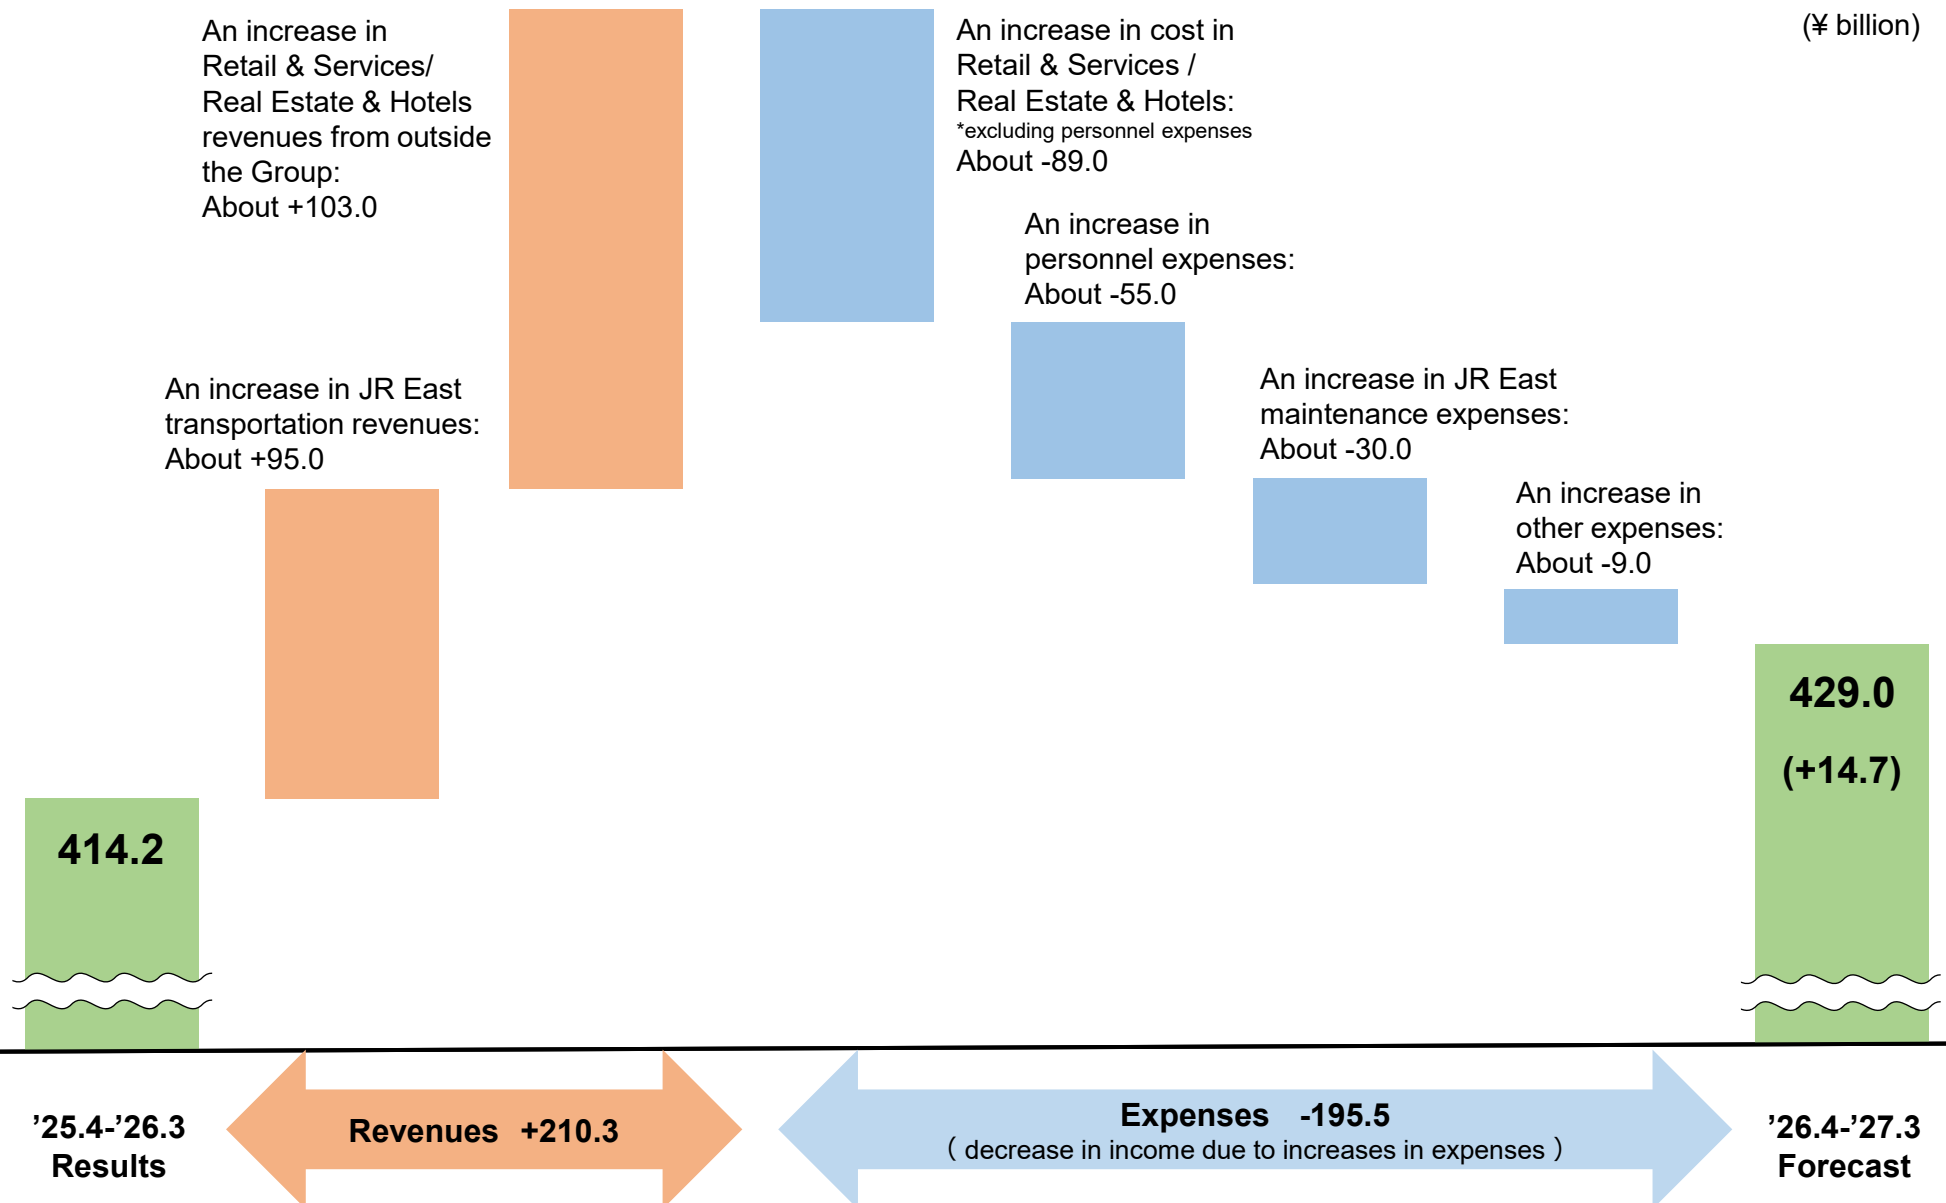 (¥ billion)
An increase in
Retail & Services/
Real Estate & Hotels
revenues from outside
the Group:
About +103.0
An increase in cost in
Retail & Services /
Real Estate & Hotels:
*excluding personnel expenses
About -89.0
An increase in
personnel expenses:
About -55.0
An increase in JR East
transportation revenues:
About +95.0
An increase in JR East
maintenance expenses:
About -30.0
An increase in
other expenses:
About -9.0
414.2
429.0
(+14.7)
’25.4-’26.3
Results
Revenues +210.3
Expenses -195.5
( decrease in income due to increases in expenses )
’26.4-’27.3
Forecast